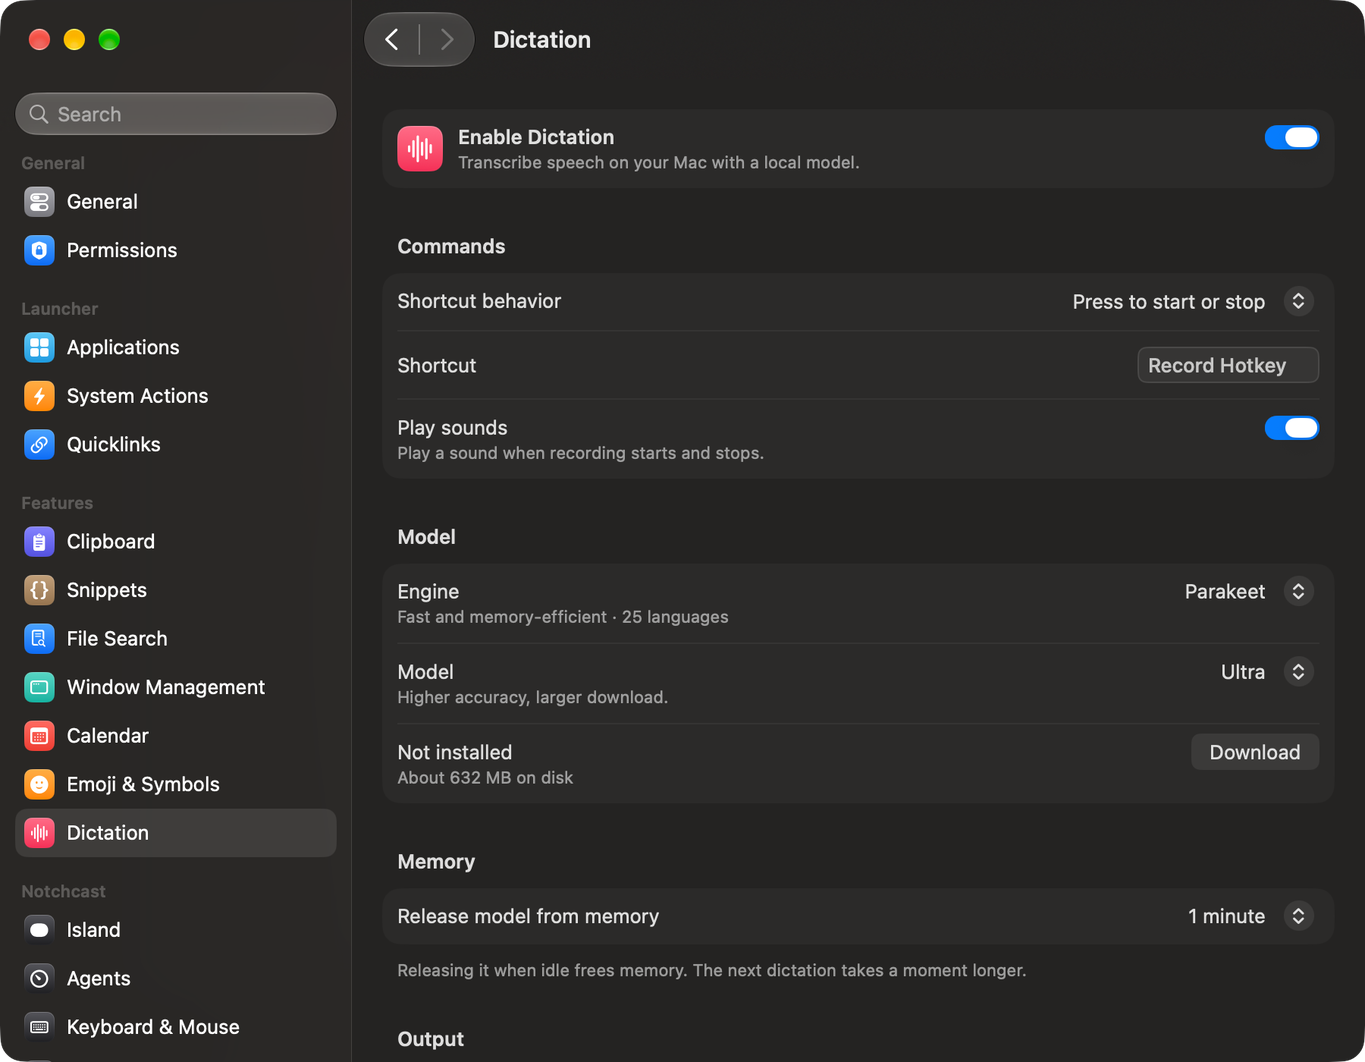 Search
General
General
Permissions
Launcher
Applications
System Actions
Quicklinks
Features
Clipboard
Snippets
File Search
Window Management
Calendar
Emoji & Symbols
Dictation
Notchcast
Island
Agents
Keyboard & Mouse
Dictation
Enable Dictation
Transcribe speech on your Mac with a local model.
Commands
Shortcut behavior
Press to start or stop
Shortcut
Record Hotkey
Play sounds
Play a sound when recording starts and stops.
Model
Engine
Parakeet
Fast and memory-efficient · 25 languages
Model
Ultra
Higher accuracy, larger download.
Not installed
Download
About 632 MB on disk
Memory
Release model from memory
1 minute
Releasing it when idle frees memory. The next dictation takes a moment longer.
Output